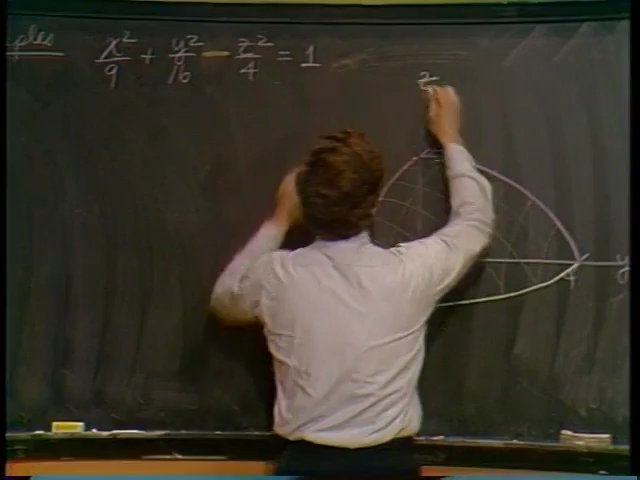 x²/9 + y²/16 - z²/4 = 1
z
y
4